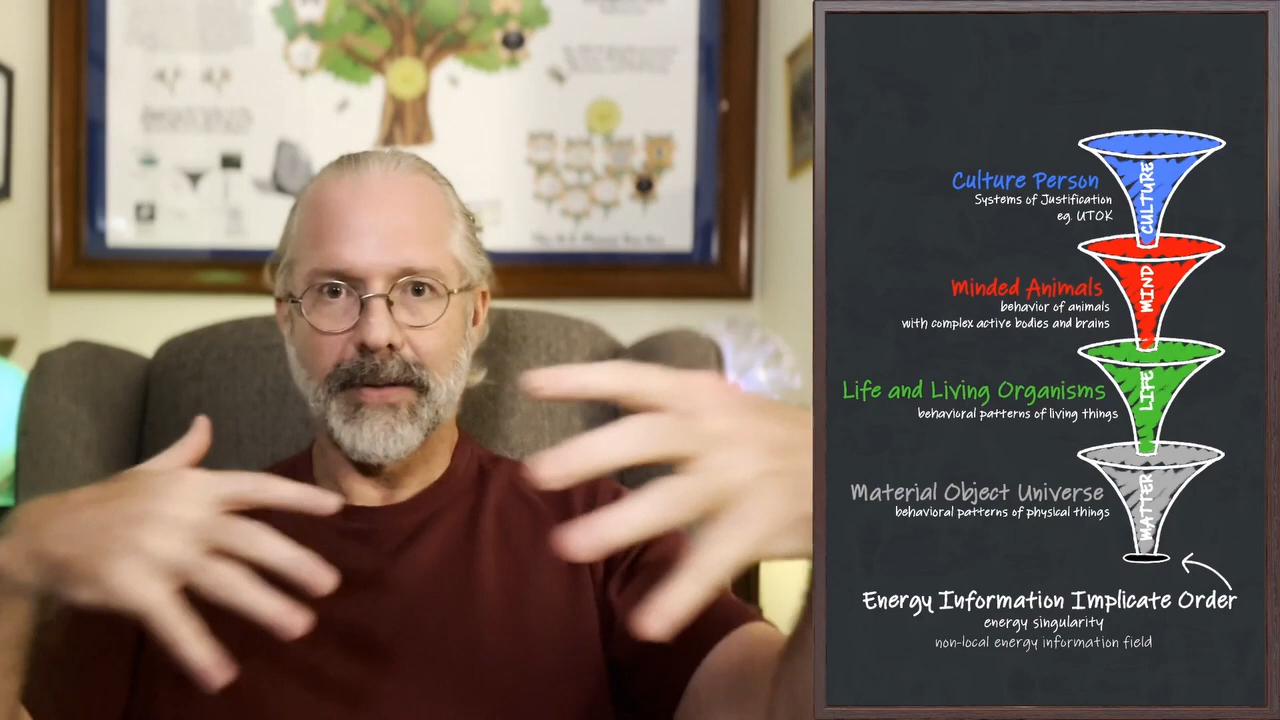 CULTURE
Culture Person
Systems of Justification
eg. UTOK
MIND
Minded Animals
behavior of animals
with complex active bodies and brains
LIFE
Life and Living Organisms
behavioral patterns of living things
MATTER
Material Object Universe
behavioral patterns of physical things
Energy Information Implicate Order
energy singularity
non-local energy information field